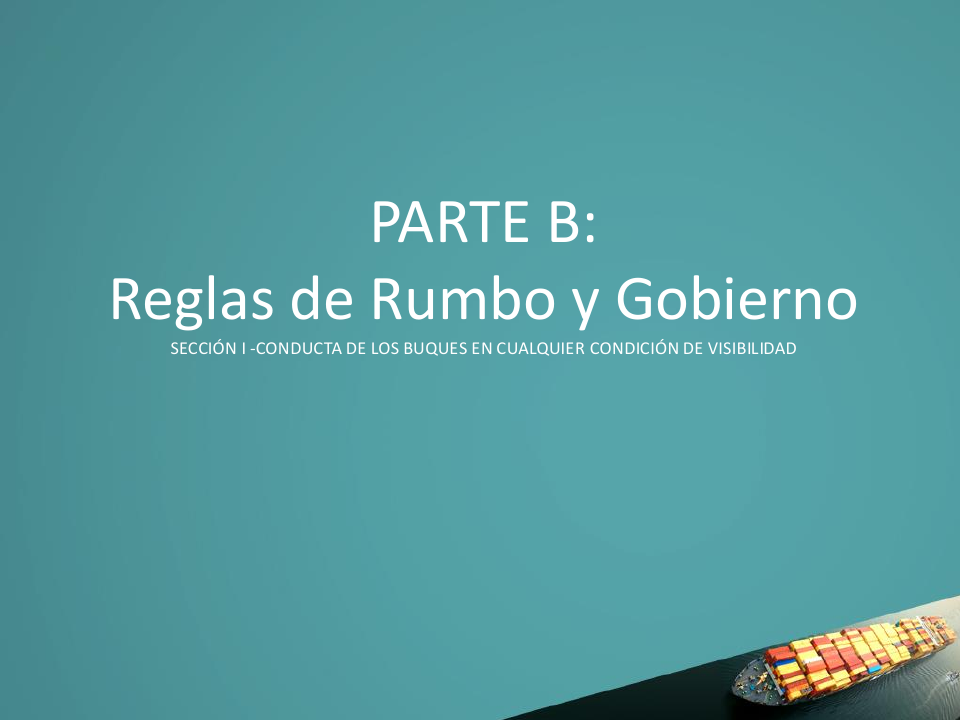 PARTE B:
Reglas de Rumbo y Gobierno
SECCIÓN I -CONDUCTA DE LOS BUQUES EN CUALQUIER CONDICIÓN DE VISIBILIDAD